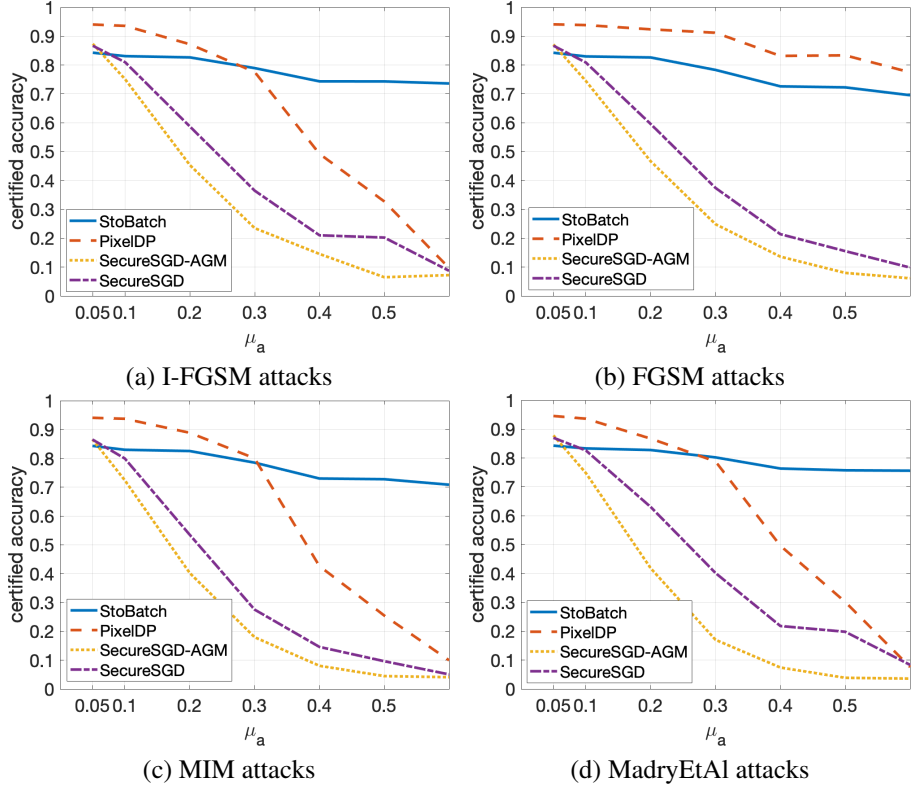 certified accuracy
1
0.9
0.8
0.7
0.6
0.5
0.4
0.3
0.2
0.1
0
StoBatch
PixelDP
SecureSGD-AGM
SecureSGD
0.05 0.1 0.2 0.3 0.4 0.5
μa
(a) I-FGSM attacks
certified accuracy
1
0.9
0.8
0.7
0.6
0.5
0.4
0.3
0.2
0.1
0
StoBatch
PixelDP
SecureSGD-AGM
SecureSGD
0.05 0.1 0.2 0.3 0.4 0.5
μa
(b) FGSM attacks
certified accuracy
1
0.9
0.8
0.7
0.6
0.5
0.4
0.3
0.2
0.1
0
StoBatch
PixelDP
SecureSGD-AGM
SecureSGD
0.05 0.1 0.2 0.3 0.4 0.5
μa
(c) MIM attacks
certified accuracy
1
0.9
0.8
0.7
0.6
0.5
0.4
0.3
0.2
0.1
0
StoBatch
PixelDP
SecureSGD-AGM
SecureSGD
0.05 0.1 0.2 0.3 0.4 0.5
μa
(d) MadryEtAl attacks